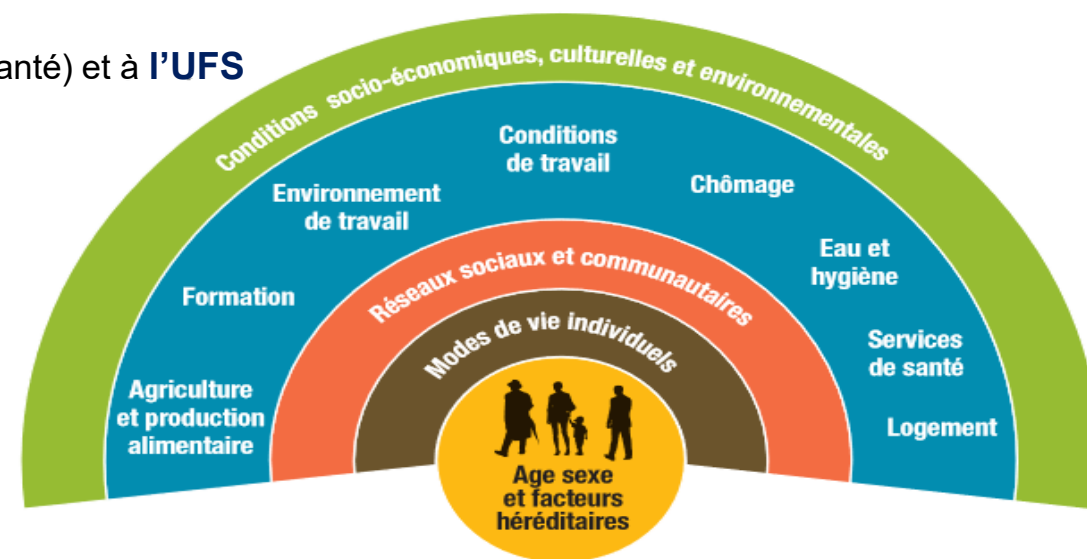 anté) et à l’UFS
Conditions socio-économiques, culturelles et environnementales
Conditions
de travail
Environnement
de travail
Chômage
Eau et
hygiène
Formation
Services
de santé
Agriculture
et production
alimentaire
Logement
Réseaux sociaux et communautaires
Modes de vie individuels
Age sexe
et facteurs
héréditaires